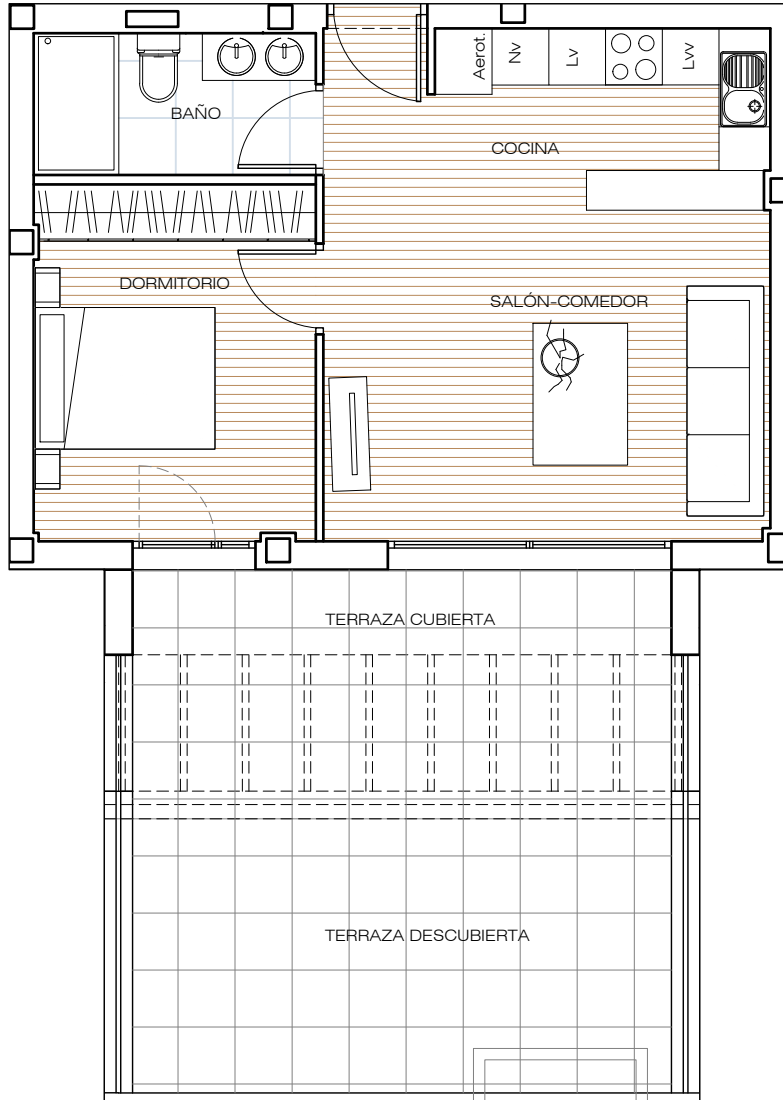 Aerot.
Nv
Lv
Lvv
BAÑO
COCINA
DORMITORIO
SALÓN-COMEDOR
TERRAZA CUBIERTA
TERRAZA DESCUBIERTA